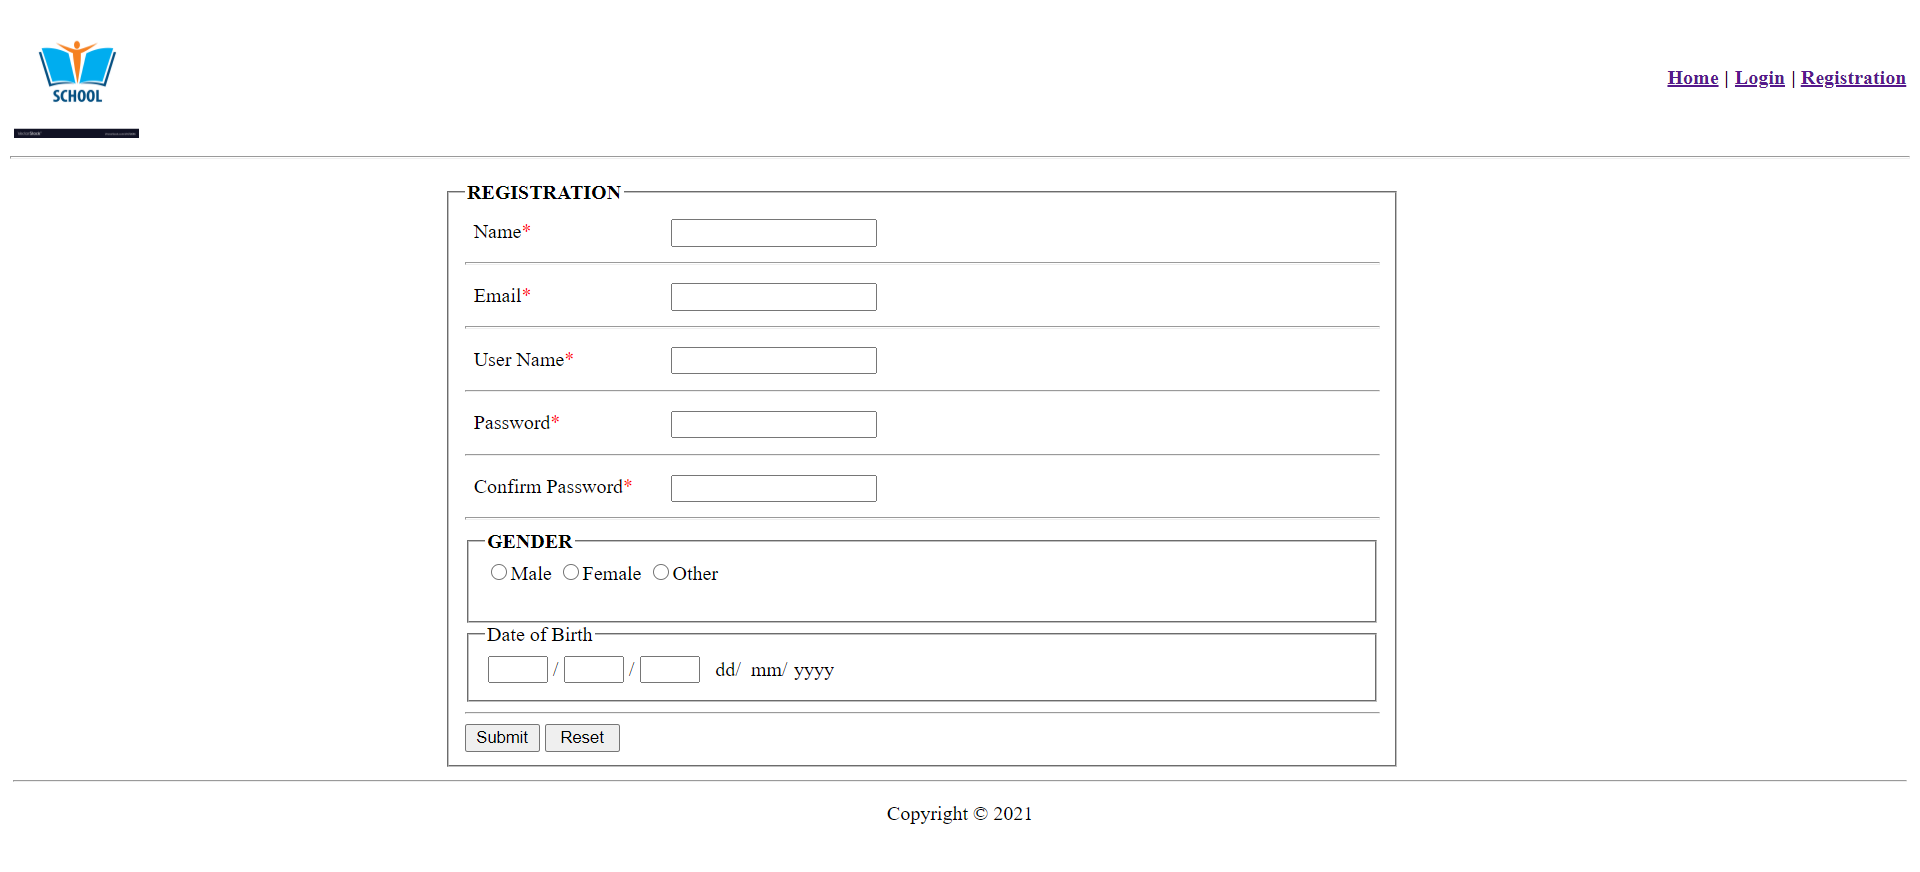 SCHOOL
Home | Login | Registration
REGISTRATION
Name*
Email*
User Name*
Password*
Confirm Password*
GENDER
Male Female Other
Date of Birth
/ / dd/ mm/ yyyy
Submit Reset
Copyright © 2021